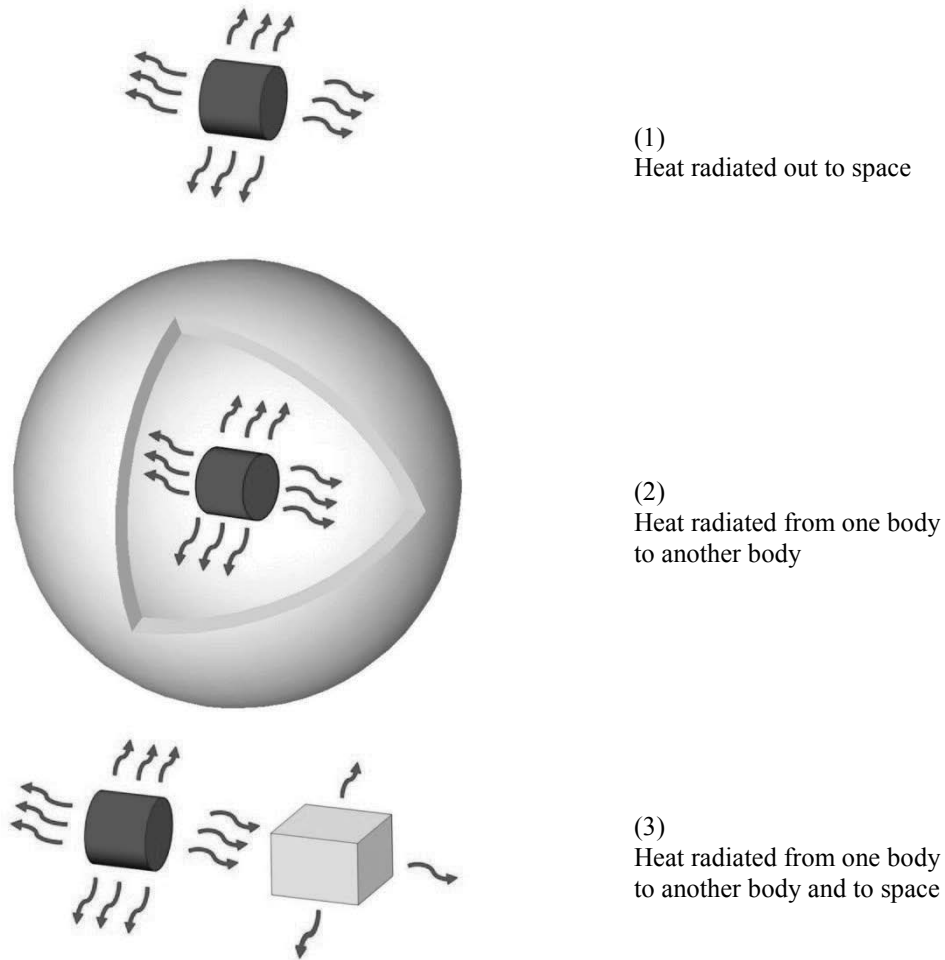 (1)
Heat radiated out to space
(2)
Heat radiated from one body
to another body
(3)
Heat radiated from one body
to another body and to space